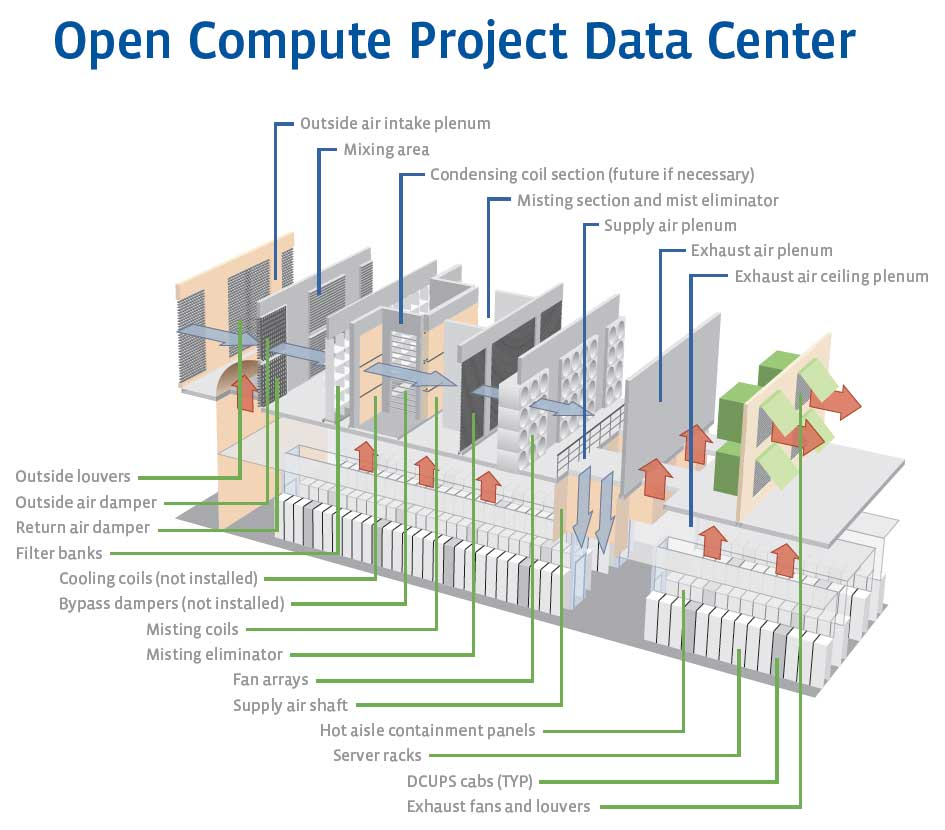 Open Compute Project Data Center
Outside air intake plenum
Mixing area
Condensing coil section (future if necessary)
Misting section and mist eliminator
Supply air plenum
Exhaust air plenum
Exhaust air ceiling plenum
Outside louvers
Outside air damper
Return air damper
Filter banks
Cooling coils (not installed)
Bypass dampers (not installed)
Misting coils
Misting eliminator
Fan arrays
Supply air shaft
Hot aisle containment panels
Server racks
DCUPS cabs (TYP)
Exhaust fans and louvers